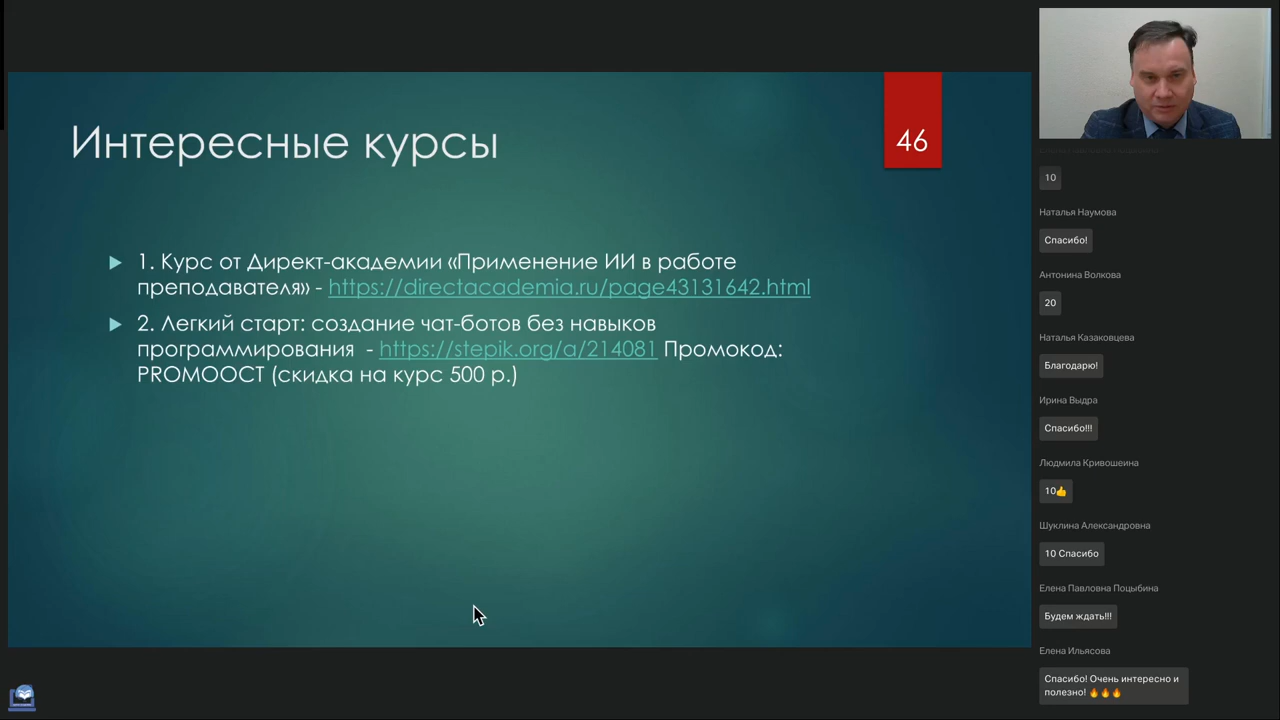 Интересные курсы
46
1. Курс от Директ-академии «Применение ИИ в работе
преподавателя» - https://directacademia.ru/page43131642.html
2. Легкий старт: создание чат-ботов без навыков
программирования - https://stepik.org/a/214081 Промокод:
PROMOOCT (скидка на курс 500 р.)
10
Наталья Наумова
Спасибо!
Антонина Волкова
20
Наталья Казаковцева
Благодарю!
Ирина Выдра
Спасибо!!!
Людмила Кривошеина
10👍
Шуклина Александровна
10 Спасибо
Елена Павловна Поцыбина
Будем ждать!!!
Елена Ильясова
Спасибо! Очень интересно и
полезно! 🔥🔥🔥